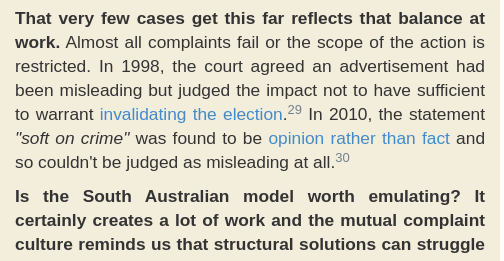 That very few cases get this far reflects that balance at
work. Almost all complaints fail or the scope of the action is
restricted. In 1998, the court agreed an advertisement had
been misleading but judged the impact not to have sufficient
to warrant invalidating the election.29 In 2010, the statement
"soft on crime" was found to be opinion rather than fact and
so couldn't be judged as misleading at all.30
Is the South Australian model worth emulating? It
certainly creates a lot of work and the mutual complaint
culture reminds us that structural solutions can struggle